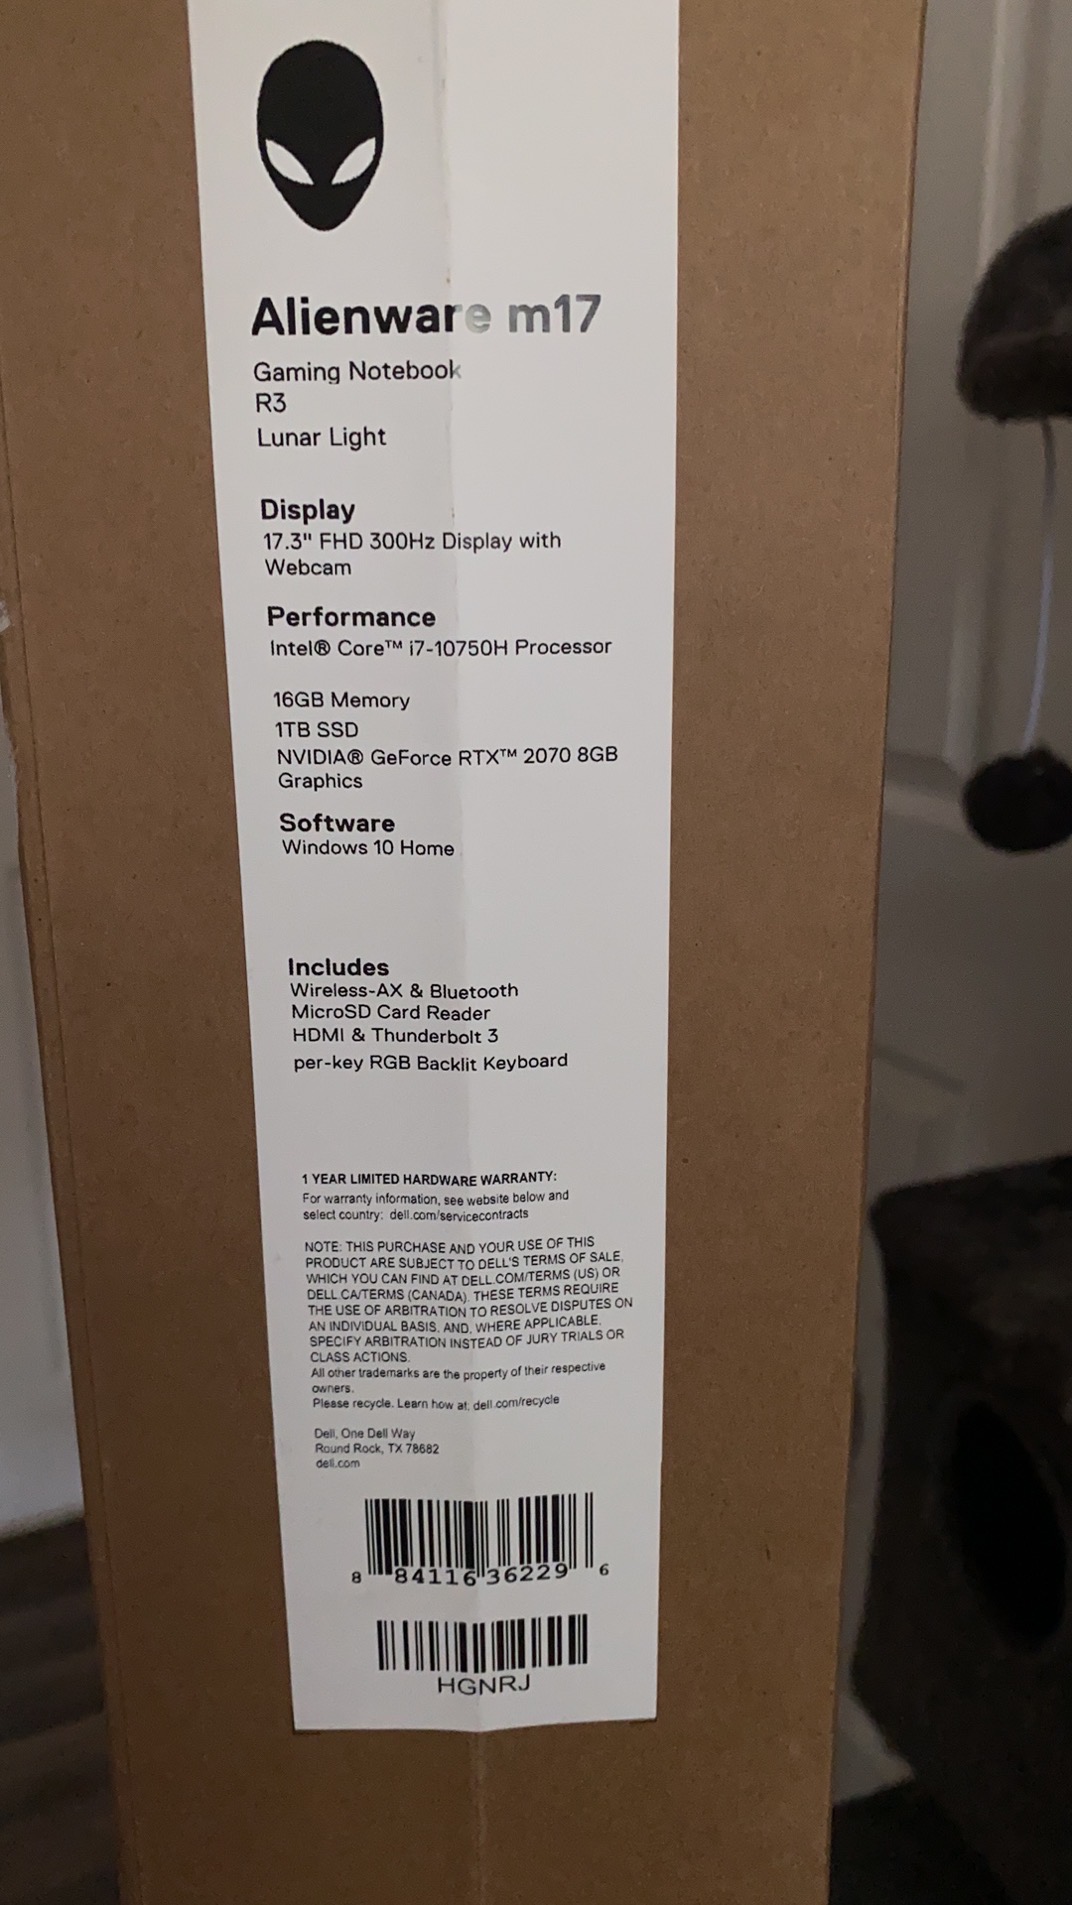 Alienware m17
Gaming Notebook
R3
Lunar Light
Display
17.3" FHD 300Hz Display with
Webcam
Performance
Intel® Core™ i7-10750H Processor
16GB Memory
1TB SSD
NVIDIA® GeForce RTX™ 2070 8GB
Graphics
Software
Windows 10 Home
Includes
Wireless-AX & Bluetooth
MicroSD Card Reader
HDMI & Thunderbolt 3
per-key RGB Backlit Keyboard
1 YEAR LIMITED HARDWARE WARRANTY:
For warranty information, see website below and
select country: dell.com/servicecontracts
NOTE: THIS PURCHASE AND YOUR USE OF THIS
PRODUCT ARE SUBJECT TO DELL'S TERMS OF SALE,
WHICH YOU CAN FIND AT DELL.COM/TERMS (US) OR
DELL.CA/TERMS (CANADA). THESE TERMS REQUIRE
THE USE OF ARBITRATION TO RESOLVE DISPUTES ON
AN INDIVIDUAL BASIS, AND, WHERE APPLICABLE,
SPECIFY ARBITRATION INSTEAD OF JURY TRIALS OR
CLASS ACTIONS.
All other trademarks are the property of their respective
owners.
Please recycle. Learn how at: dell.com/recycle
Dell, One Dell Way
Round Rock, TX 78682
dell.com
8 84116 36229 6
HGNRJ